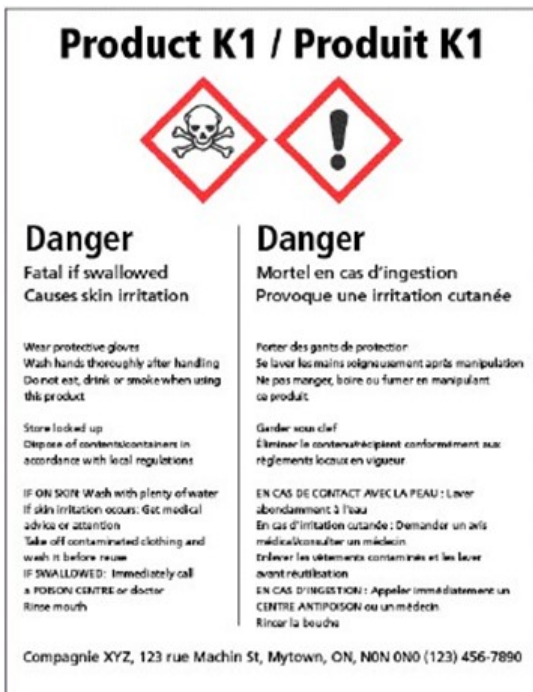 Product K1 / Produit K1
Danger
Fatal if swallowed
Causes skin irritation
Wear protective gloves
Wash hands thoroughly after handling
Do not eat, drink or smoke when using
this product
Store locked up
Dispose of contents/containers in
accordance with local regulations
IF ON SKIN: Wash with plenty of water
If skin irritation occurs: Get medical
advice or attention
Take off contaminated clothing and
wash it before reuse
IF SWALLOWED: Immediately call
a POISON CENTRE or doctor
Rinse mouth
Danger
Mortel en cas d'ingestion
Provoque une irritation cutanée
Porter des gants de protection
Se laver les mains soigneusement après manipulation
Ne pas manger, boire ou fumer en manipulant
ce produit
Garder sous clef
Éliminer le contenu/récipient conformément aux
règlements locaux en vigueur
EN CAS DE CONTACT AVEC LA PEAU : Laver
abondamment à l'eau
En cas d'irritation cutanée : Demander un avis
médical/consulter un médecin
Enlever les vêtements contaminés et les laver
avant réutilisation
EN CAS D'INGESTION : Appeler immédiatement un
CENTRE ANTIPOISON ou un médecin
Rincer la bouche
Compagnie XYZ, 123 rue Machin St, Mytown, ON, N0N 0N0 (123) 456-7890